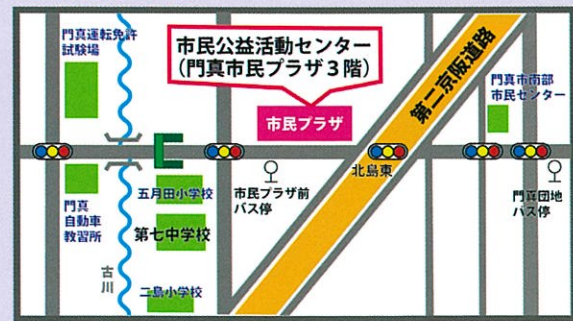 門真運転免許
試験場
市民公益活動センター
(門真市民プラザ3階)
第二京阪道路
門真市南部
市民センター
市民プラザ
北島東
門真
自動車
教習所
五月田小学校
市民プラザ前
バス停
門真団地
バス停
第七中学校
古川
二島小学校